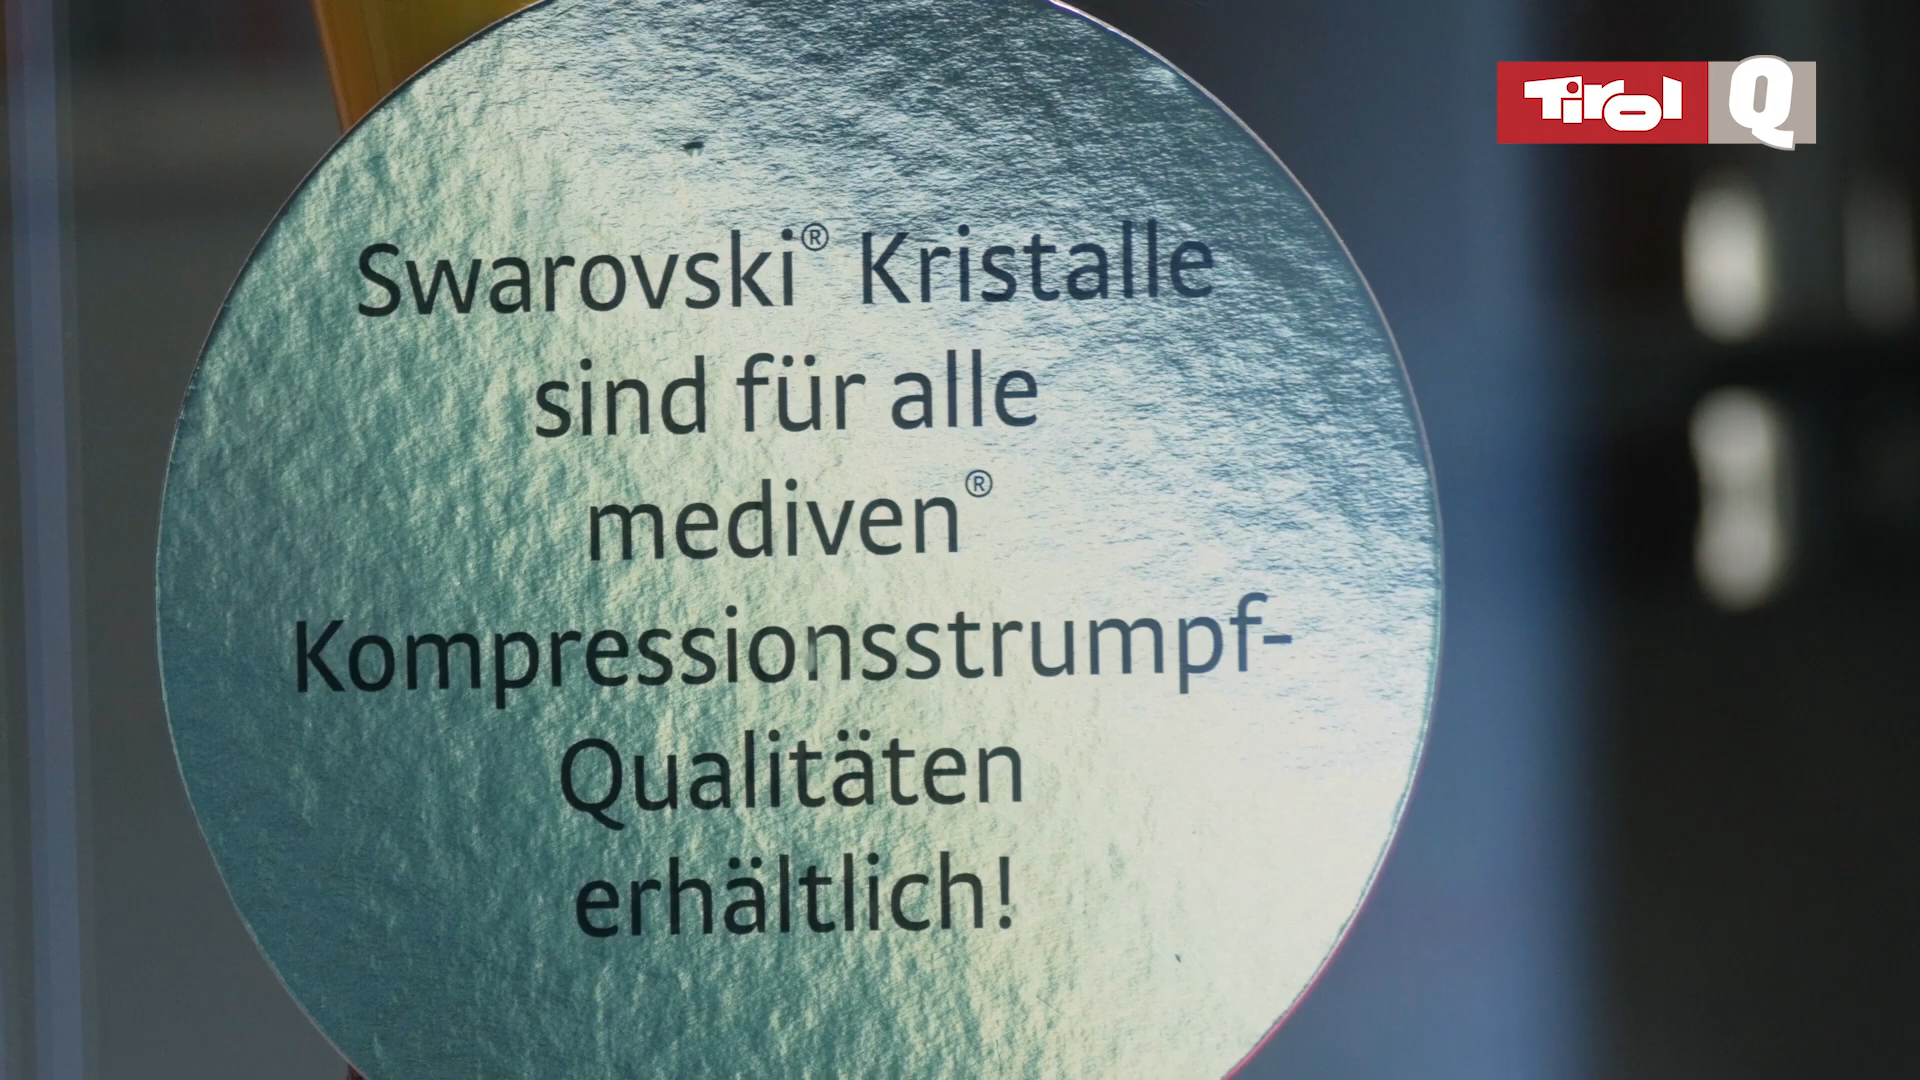 Tirol Q
Swarovski® Kristalle
sind für alle
mediven®
Kompressionsstrumpf-
Qualitäten
erhältlich!